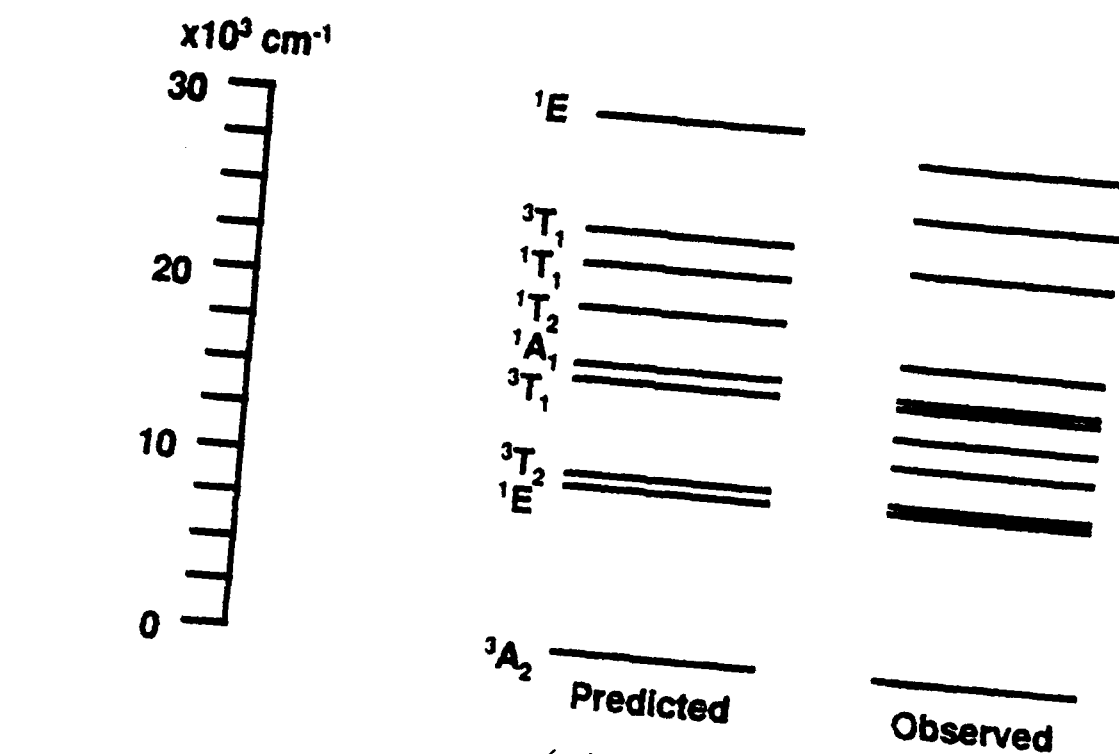 x10³ cm⁻¹
30
20
10
0
¹E
³T₁
¹T₁
¹T₂
¹A₁
³T₁
³T₂
¹E
³A₂
Predicted
Observed